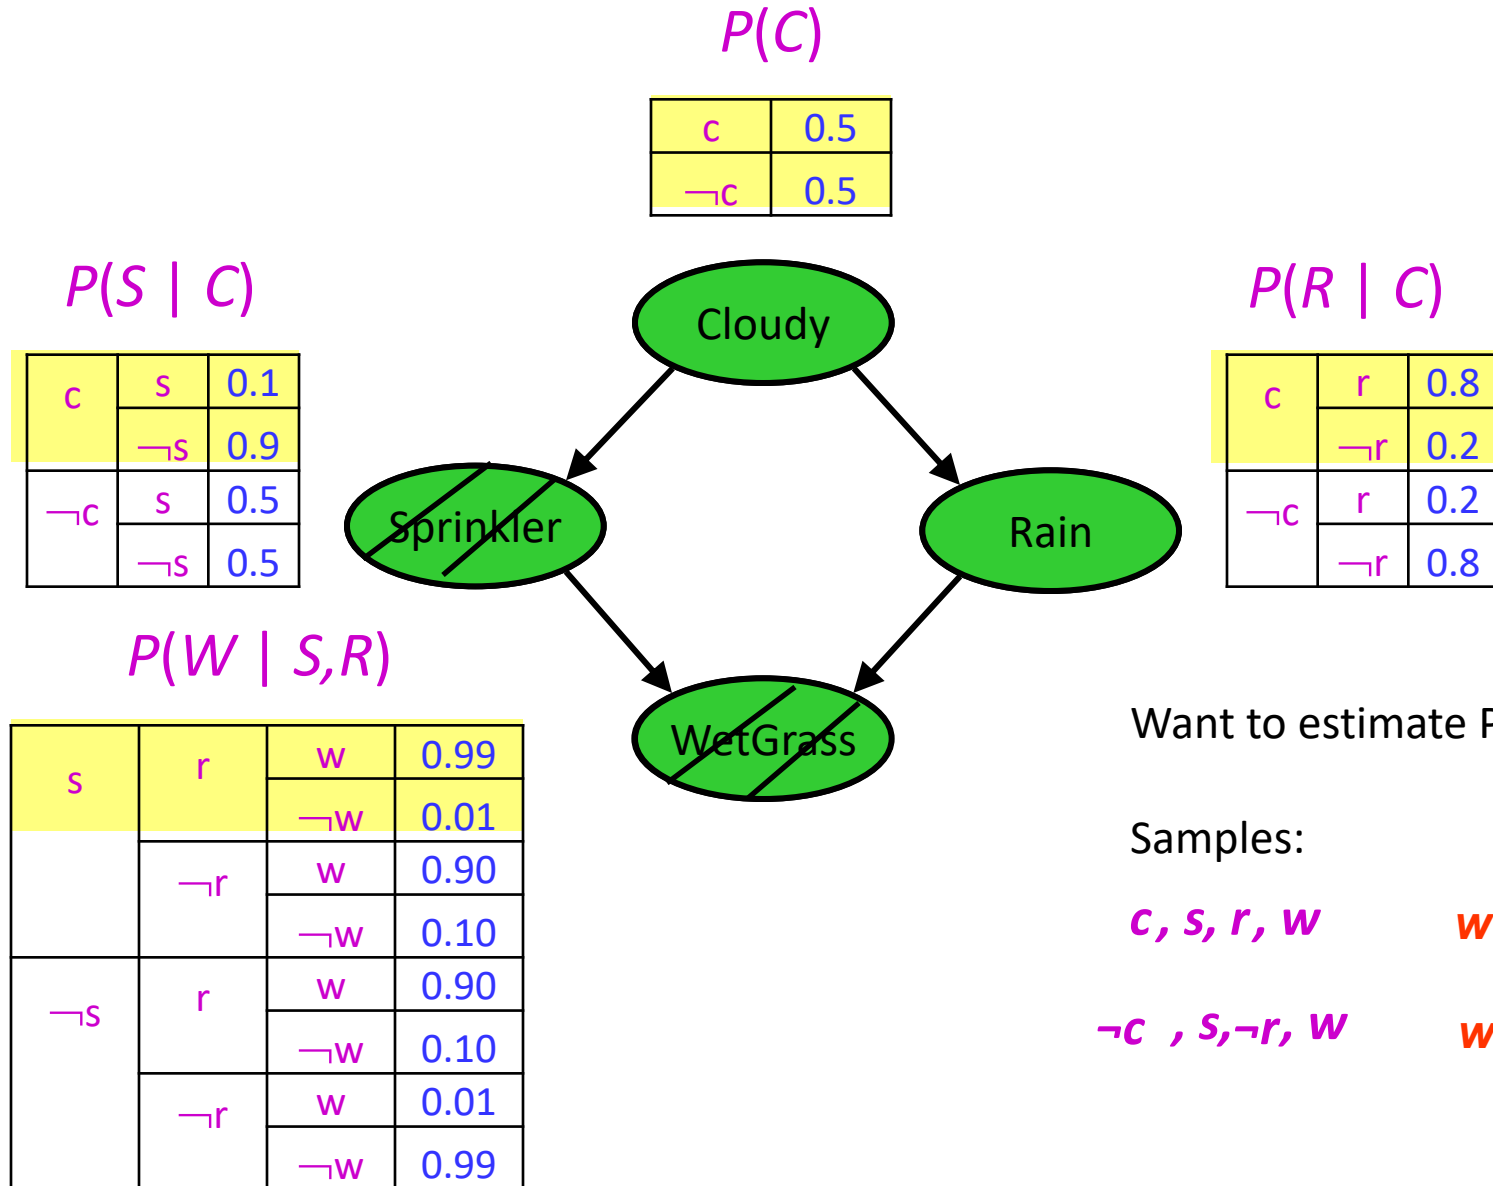 P(C)
c 0.5
¬c 0.5
P(S | C)
c s 0.1
¬s 0.9
¬c s 0.5
¬s 0.5
Cloudy
P(R | C)
c r 0.8
¬r 0.2
¬c r 0.2
¬r 0.8
Sprinkler
Rain
P(W | S,R)
s r w 0.99
¬w 0.01
¬r w 0.90
¬w 0.10
¬s r w 0.90
¬w 0.10
¬r w 0.01
¬w 0.99
WetGrass
Want to estimate P
Samples:
c, s, r, w w
¬c , s,¬r, w w